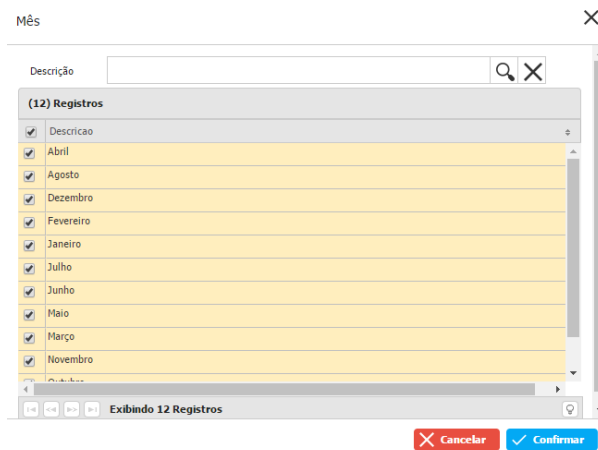 Mês
Descrição
(12) Registros
Descricao
Abril
Agosto
Dezembro
Fevereiro
Janeiro
Julho
Junho
Maio
Março
Novembro
Exibindo 12 Registros
Cancelar
Confirmar